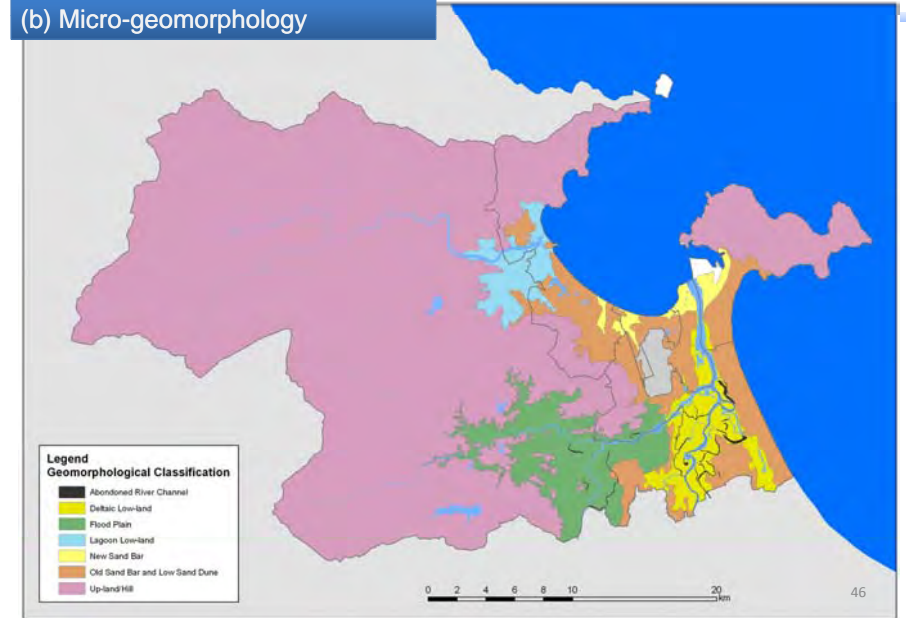 (b) Micro-geomorphology
Legend
Geomorphological Classification
Abondoned River Channel
Deltaic Low-land
Flood Plain
Lagoon Low-land
New Sand Bar
Old Sand Bar and Low Sand Dune
Up-land/Hill
0 2 4 6 8 10 20
km
46